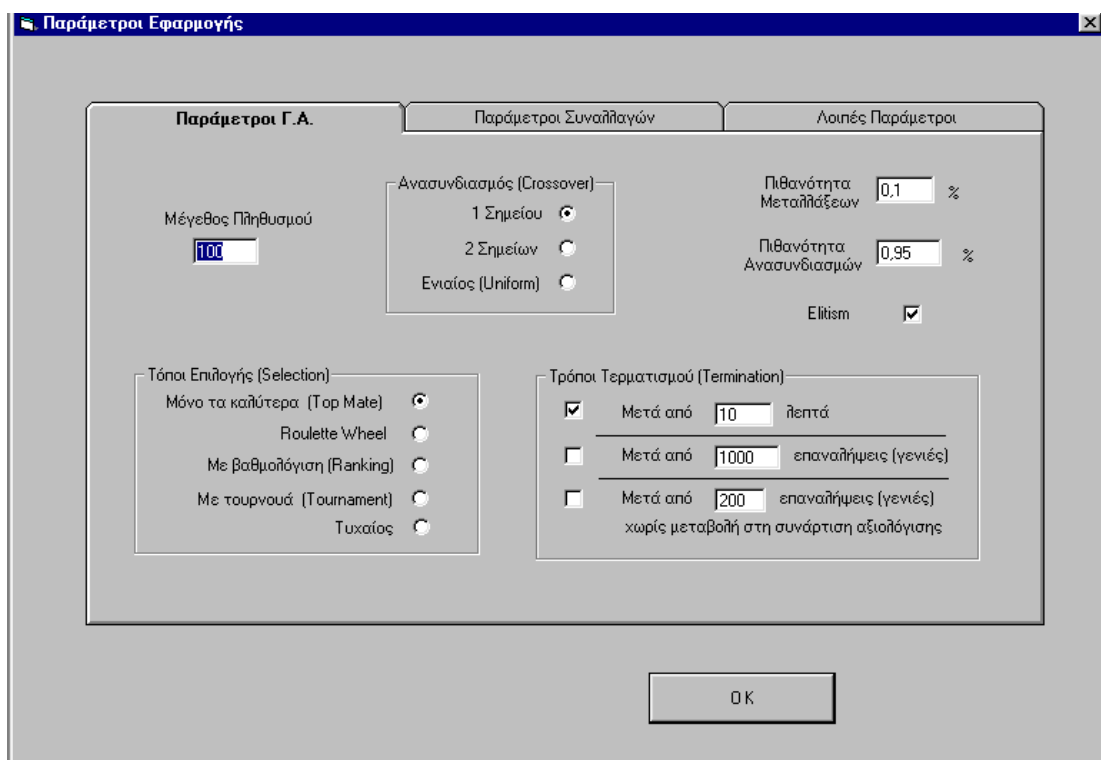 Παράμετροι Εφαρμογής
Παράμετροι Γ.Α.
Παράμετροι Συναλλαγών
Λοιπές Παράμετροι
Μέγεθος Πληθυσμού
100
Ανασυνδιασμός (Crossover)
1 Σημείου
2 Σημείων
Ενιαίος (Uniform)
Πιθανότητα
Μεταλλάξεων
0,1 %
Πιθανότητα
Ανασυνδιασμών
0,95 %
Elitism
Τόποι Επιλογής (Selection)
Μόνο τα καλύτερα (Top Mate)
Roulette Wheel
Με βαθμολόγιση (Ranking)
Με τουρνουά (Tournament)
Τυχαίος
Τρόποι Τερματισμού (Termination)
Μετά από 10 λεπτά
Μετά από 1000 επαναλήψεις (γενιές)
Μετά από 200 επαναλήψεις (γενιές)
χωρίς μεταβολή στη συνάρτιση αξιολόγισης
OK